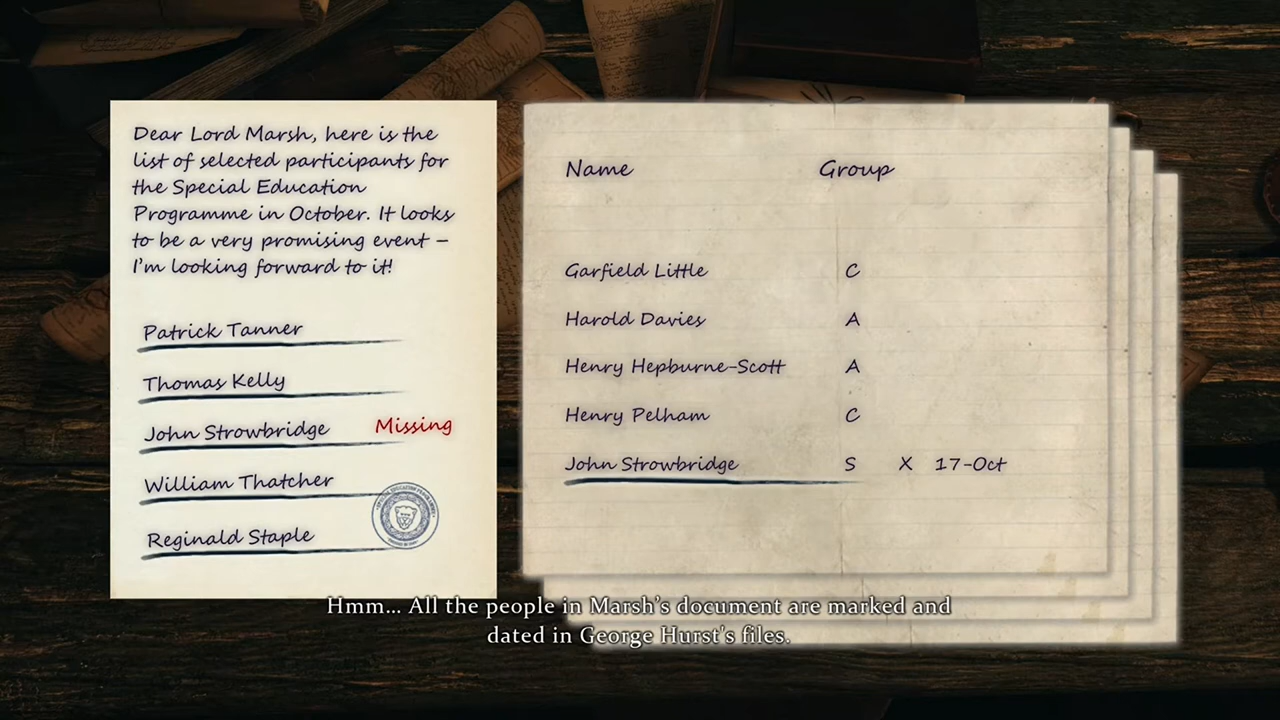 Dear Lord Marsh, here is the
list of selected participants for
the Special Education
Programme in October. It looks
to be a very promising event –
I'm looking forward to it!
Patrick Tanner
Thomas Kelly
John Strowbridge Missing
William Thatcher
Reginald Staple
Name Group
Garfield Little C
Harold Davies A
Henry Hepburne-Scott A
Henry Pelham C
John Strowbridge S X 17-Oct
Hmm... All the people in Marsh's document are marked and
dated in George Hurst's files.